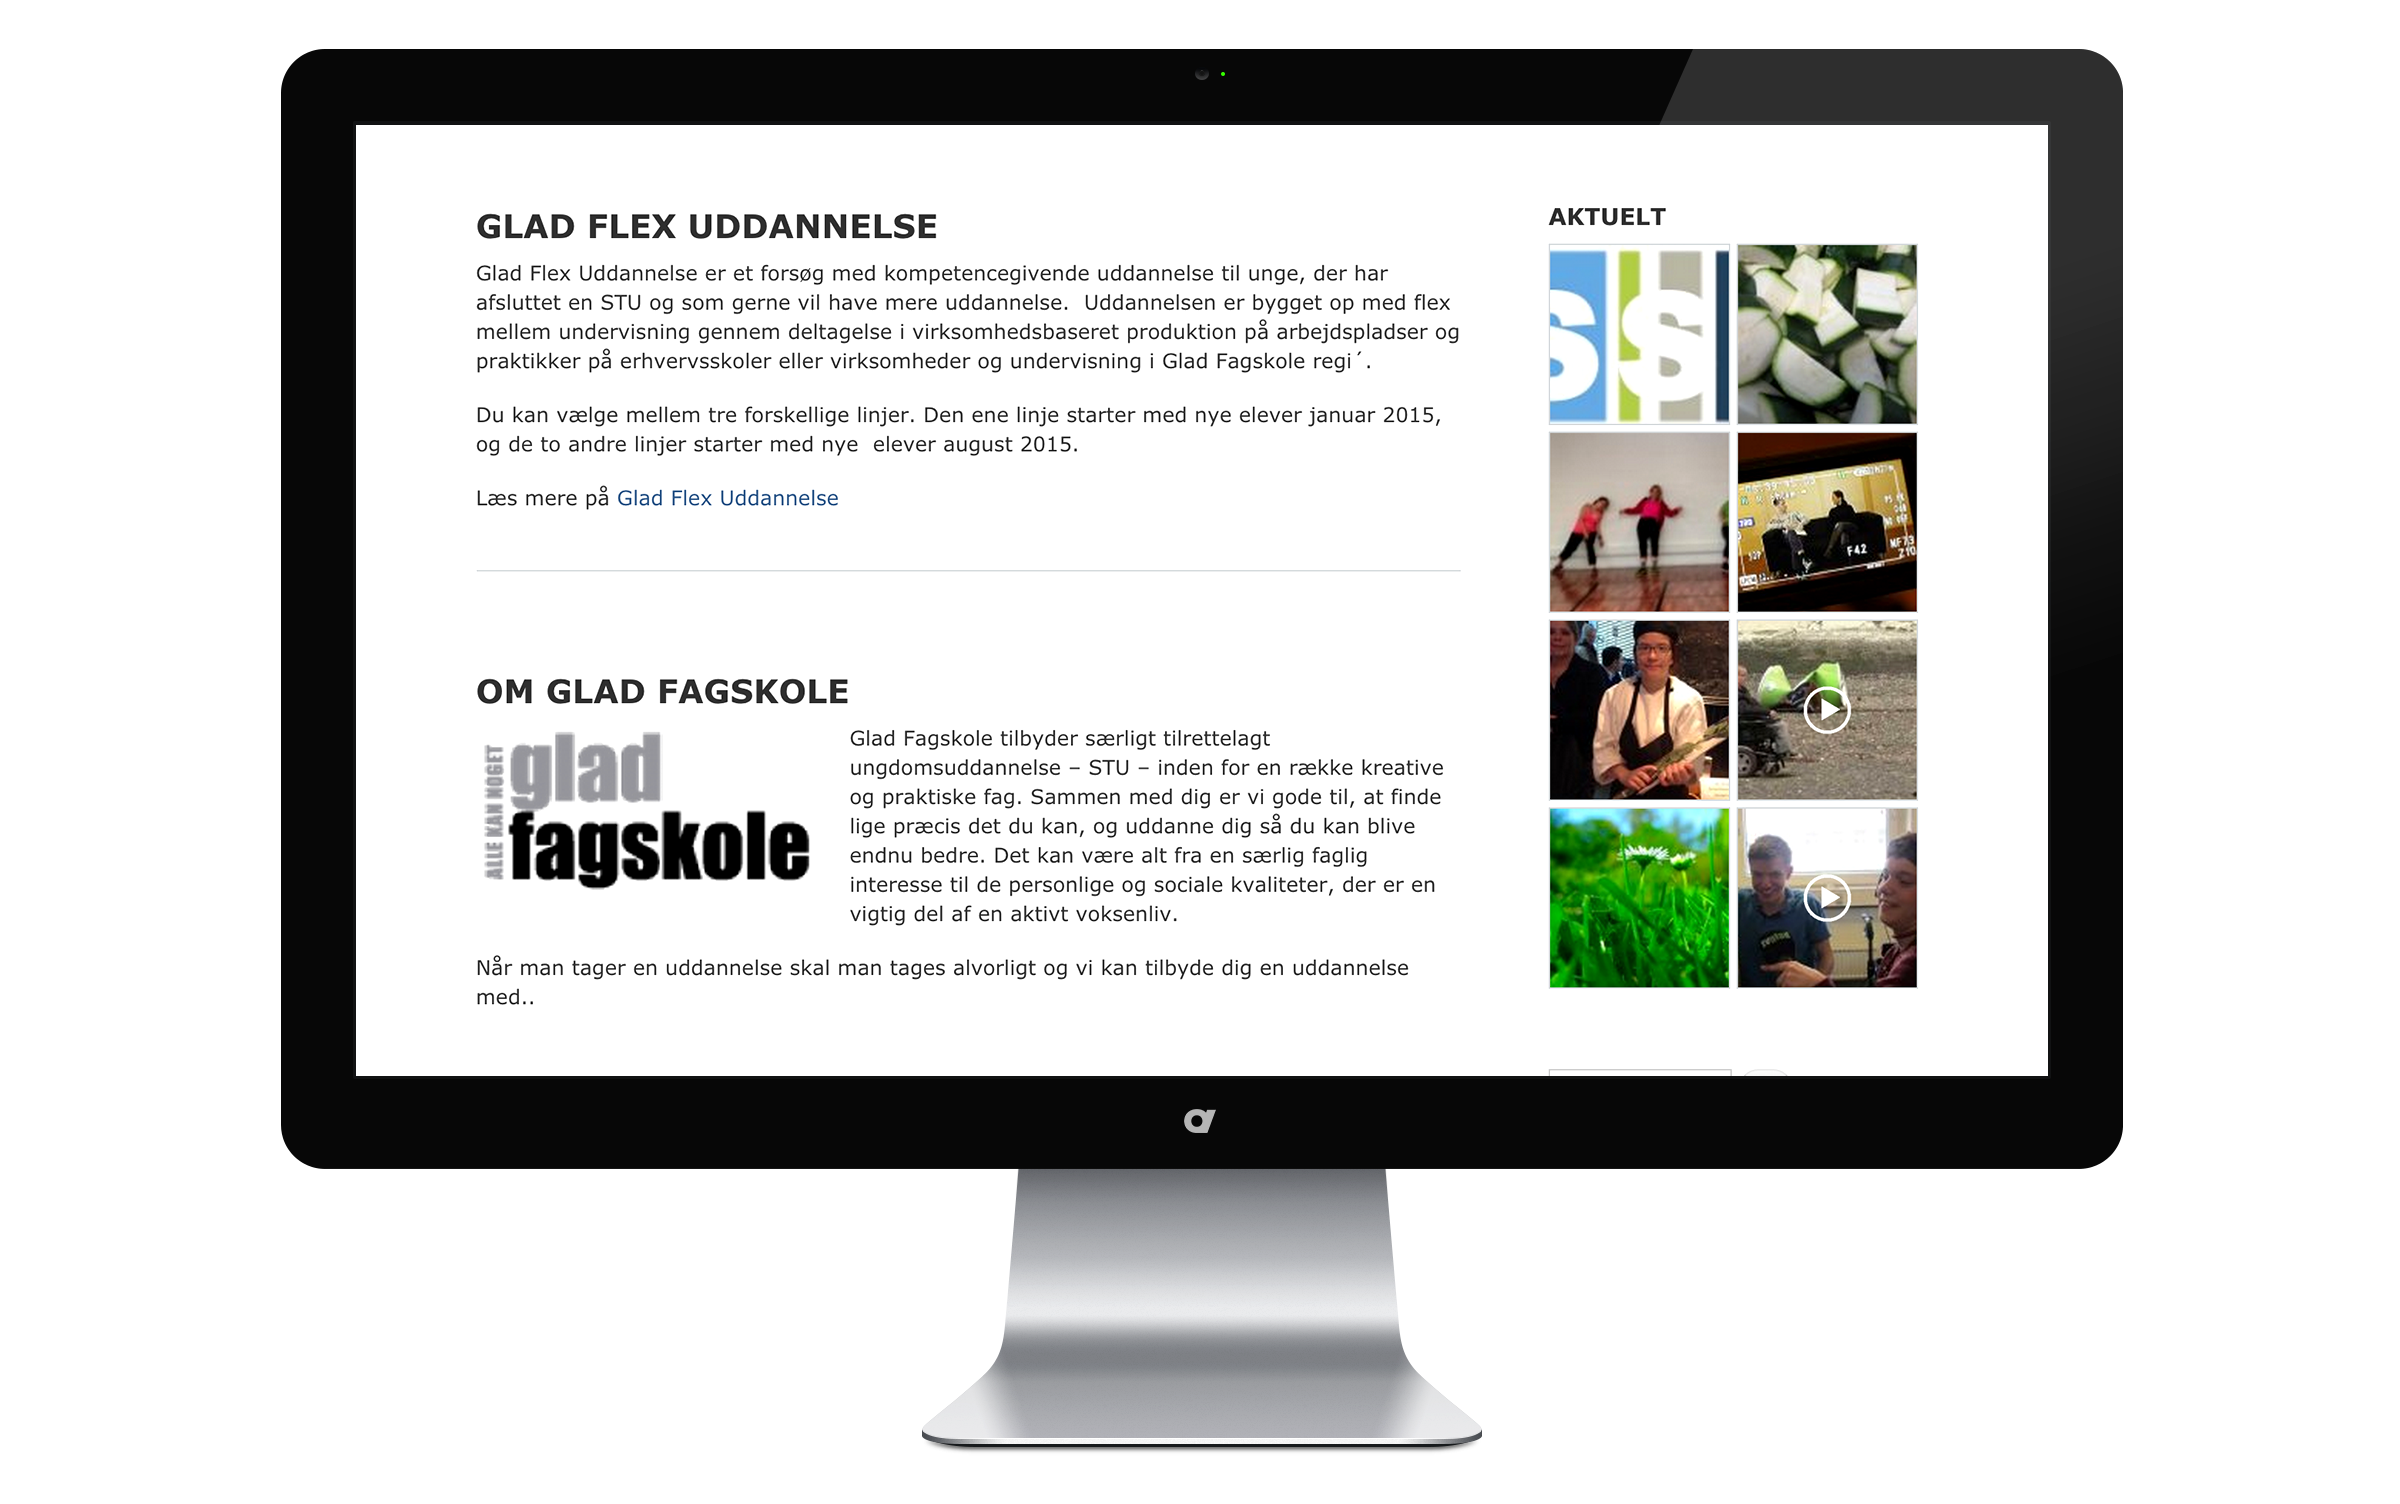 GLAD FLEX UDDANNELSE
Glad Flex Uddannelse er et forsøg med kompetencegivende uddannelse til unge, der har
afsluttet en STU og som gerne vil have mere uddannelse.  Uddannelsen er bygget op med flex
mellem undervisning gennem deltagelse i virksomhedsbaseret produktion på arbejdspladser og
praktikker på erhvervsskoler eller virksomheder og undervisning i Glad Fagskole regi´.
Du kan vælge mellem tre forskellige linjer. Den ene linje starter med nye elever januar 2015,
og de to andre linjer starter med nye  elever august 2015.
Læs mere på Glad Flex Uddannelse
OM GLAD FAGSKOLE
ALLE KAN NOGET
glad
fagskole
Glad Fagskole tilbyder særligt tilrettelagt
ungdomsuddannelse – STU – inden for en række kreative
og praktiske fag. Sammen med dig er vi gode til, at finde
lige præcis det du kan, og uddanne dig så du kan blive
endnu bedre. Det kan være alt fra en særlig faglig
interesse til de personlige og sociale kvaliteter, der er en
vigtig del af en aktivt voksenliv.
Når man tager en uddannelse skal man tages alvorligt og vi kan tilbyde dig en uddannelse
med..
AKTUELT
ss
F42